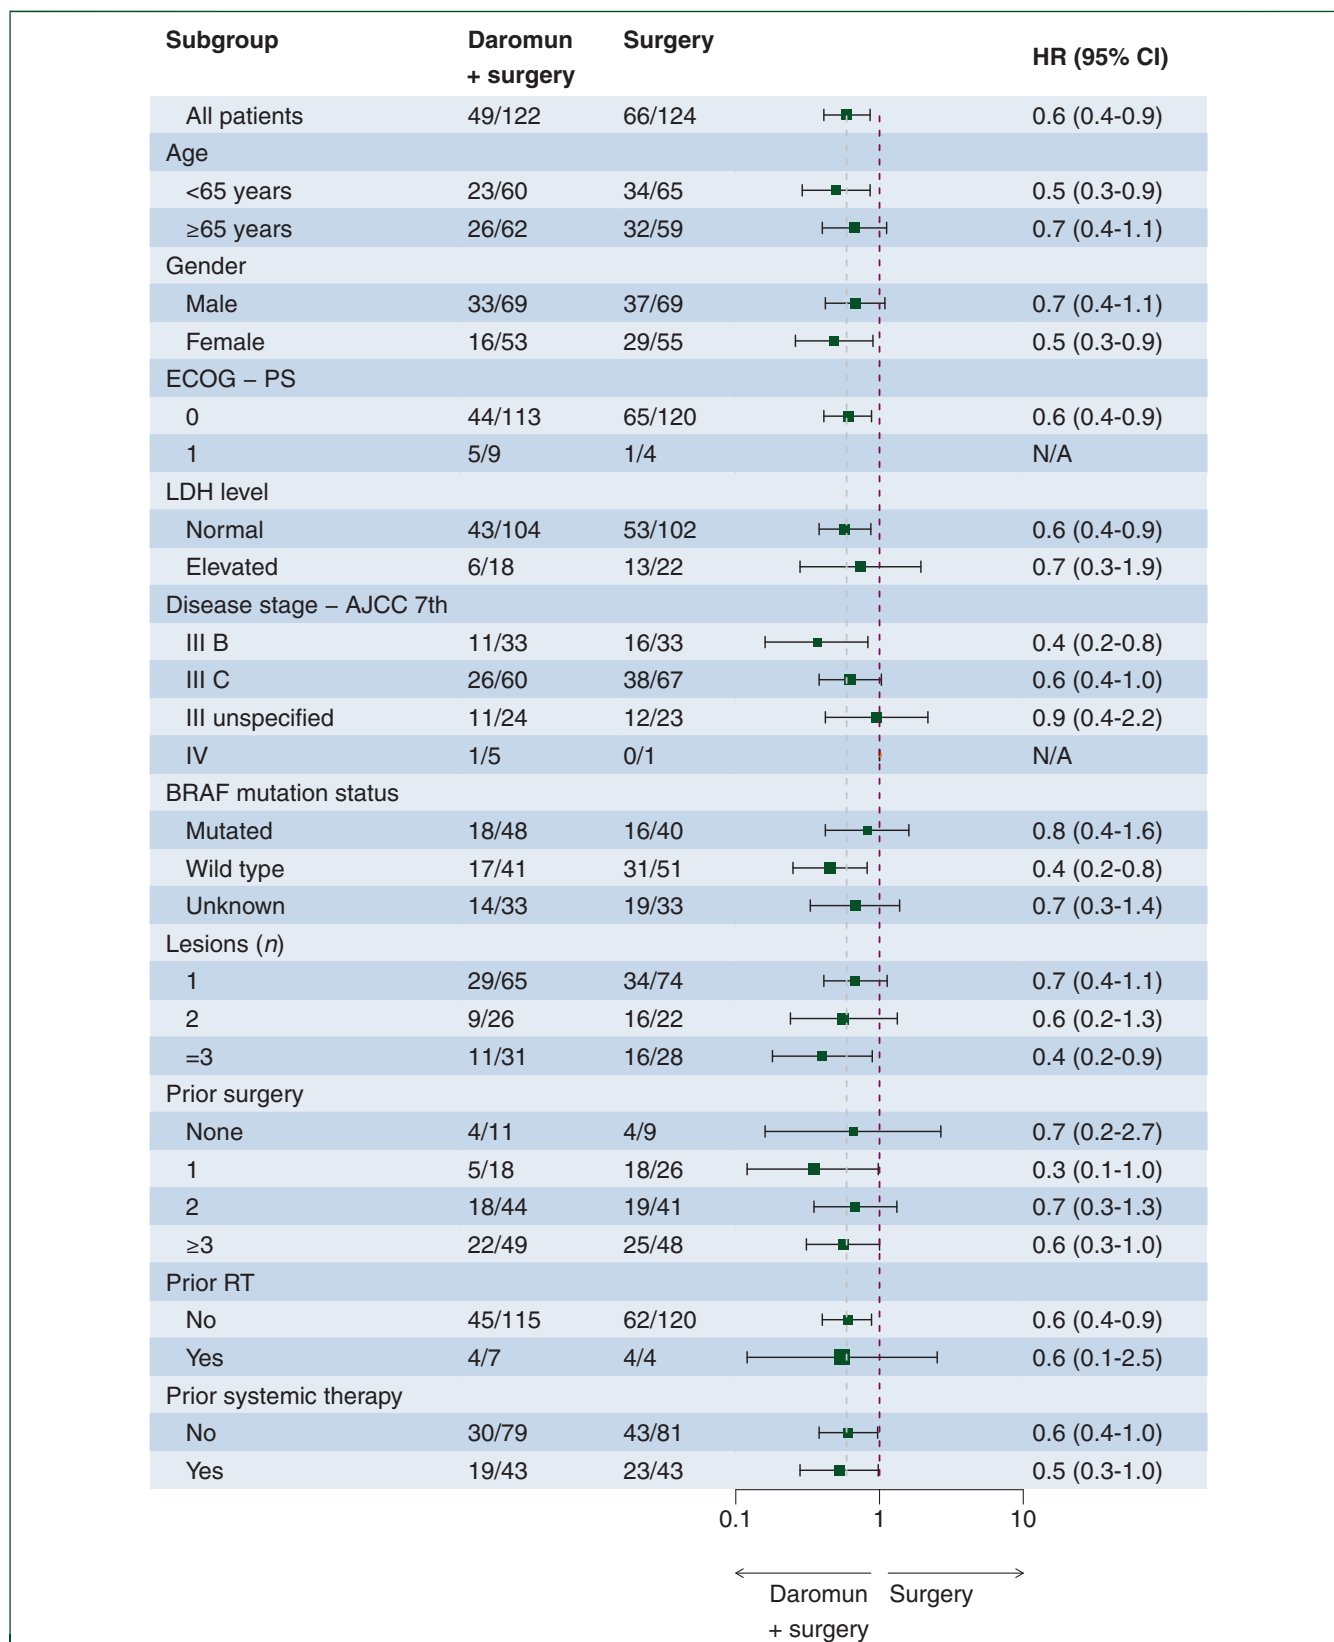 Subgroup Daromun Surgery HR (95% CI)
+ surgery
All patients 49/122 66/124 0.6 (0.4-0.9)
Age
<65 years 23/60 34/65 0.5 (0.3-0.9)
≥65 years 26/62 32/59 0.7 (0.4-1.1)
Gender
Male 33/69 37/69 0.7 (0.4-1.1)
Female 16/53 29/55 0.5 (0.3-0.9)
ECOG – PS
0 44/113 65/120 0.6 (0.4-0.9)
1 5/9 1/4 N/A
LDH level
Normal 43/104 53/102 0.6 (0.4-0.9)
Elevated 6/18 13/22 0.7 (0.3-1.9)
Disease stage – AJCC 7th
III B 11/33 16/33 0.4 (0.2-0.8)
III C 26/60 38/67 0.6 (0.4-1.0)
III unspecified 11/24 12/23 0.9 (0.4-2.2)
IV 1/5 0/1 N/A
BRAF mutation status
Mutated 18/48 16/40 0.8 (0.4-1.6)
Wild type 17/41 31/51 0.4 (0.2-0.8)
Unknown 14/33 19/33 0.7 (0.3-1.4)
Lesions (n)
1 29/65 34/74 0.7 (0.4-1.1)
2 9/26 16/22 0.6 (0.2-1.3)
=3 11/31 16/28 0.4 (0.2-0.9)
Prior surgery
None 4/11 4/9 0.7 (0.2-2.7)
1 5/18 18/26 0.3 (0.1-1.0)
2 18/44 19/41 0.7 (0.3-1.3)
≥3 22/49 25/48 0.6 (0.3-1.0)
Prior RT
No 45/115 62/120 0.6 (0.4-0.9)
Yes 4/7 4/4 0.6 (0.1-2.5)
Prior systemic therapy
No 30/79 43/81 0.6 (0.4-1.0)
Yes 19/43 23/43 0.5 (0.3-1.0)
0.1 1 10
Daromun Surgery
+ surgery